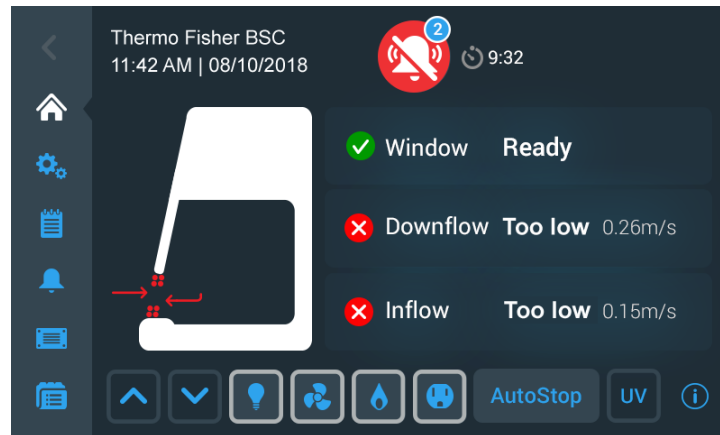 Thermo Fisher BSC
11:42 AM | 08/10/2018
2
9:32
Window Ready
Downflow Too low 0.26m/s
Inflow Too low 0.15m/s
AutoStop UV i